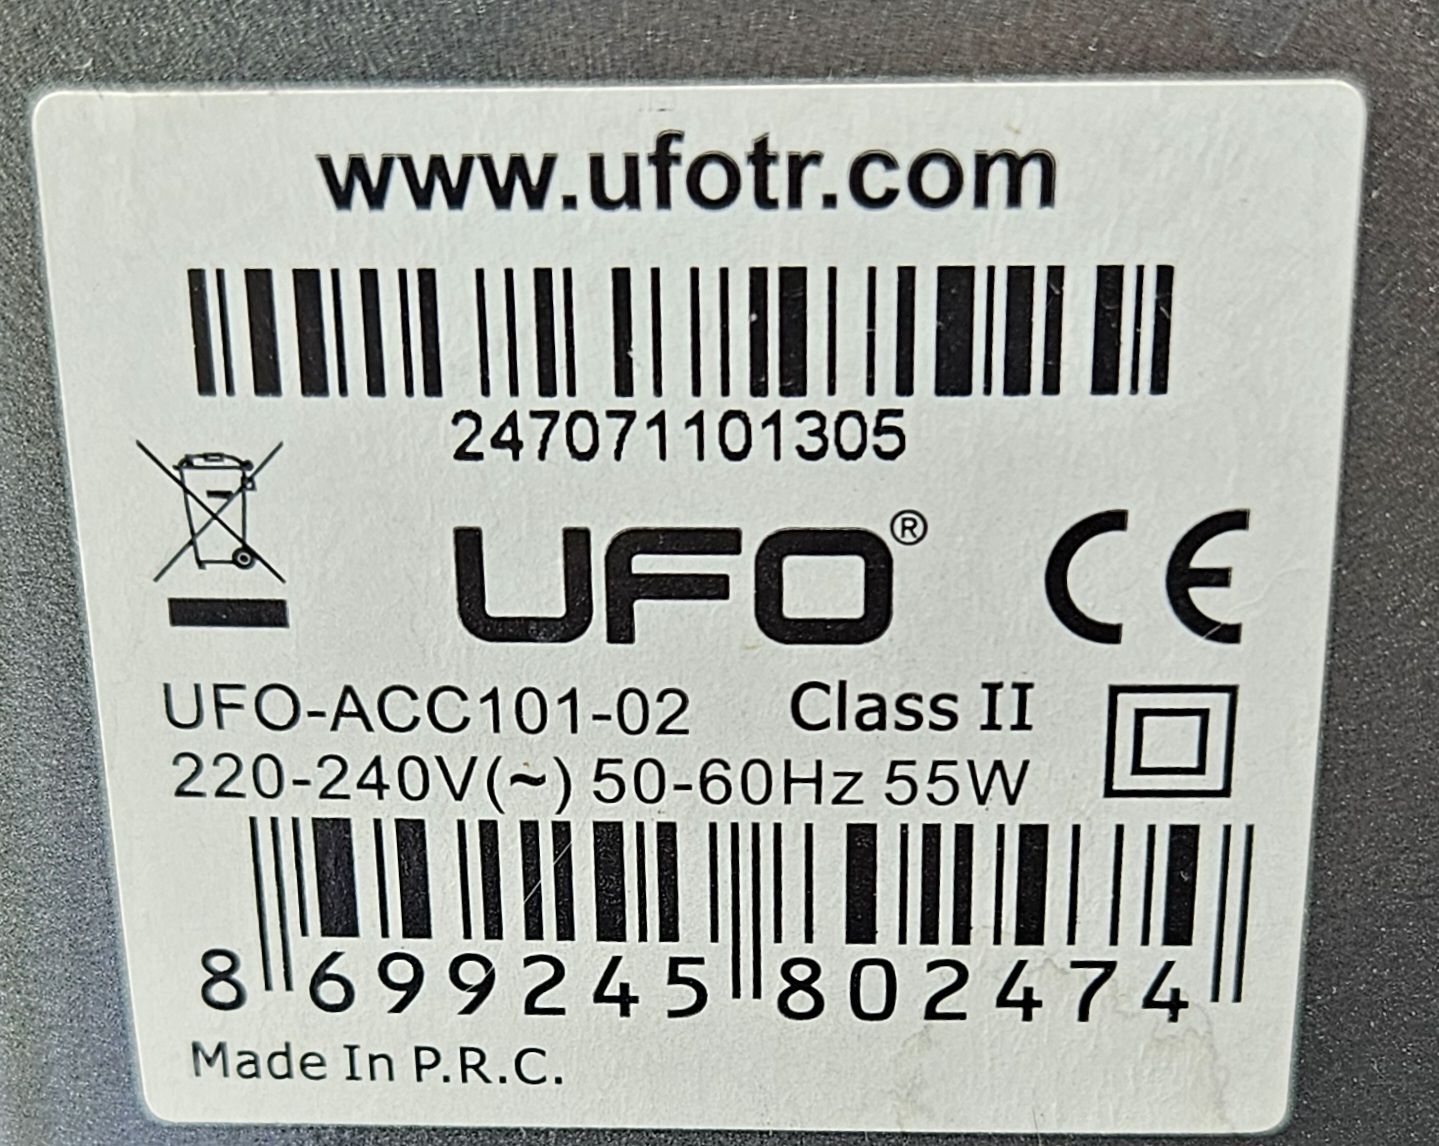 www.ufotr.com
247071101305
UFO®
CE
UFO-ACC101-02 Class II
220-240V(~) 50-60Hz 55W
8 699245 802474
Made In P.R.C.